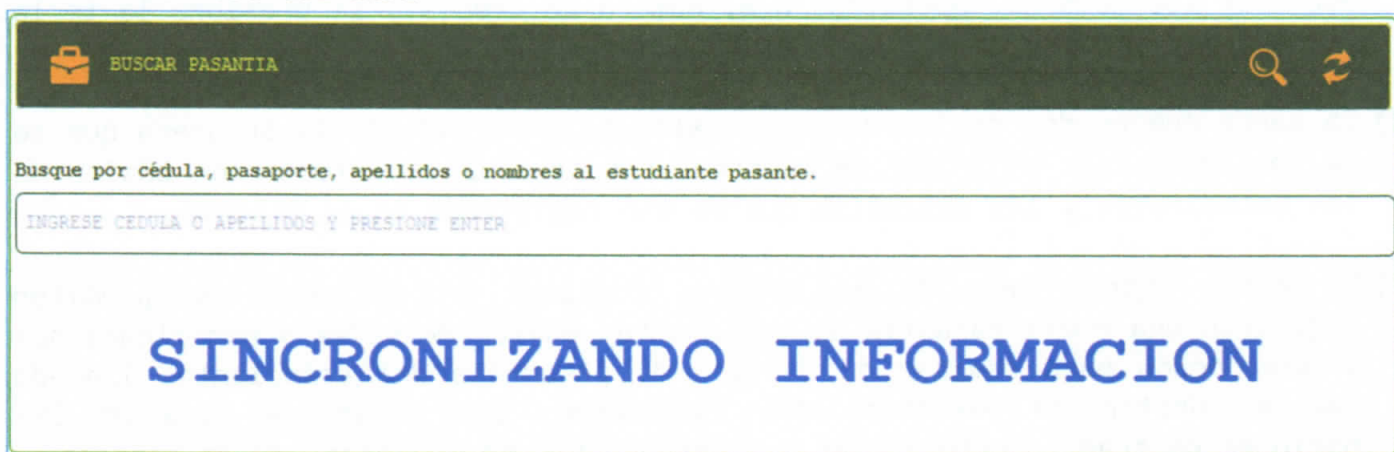 BUSCAR PASANTIA
Busque por cédula, pasaporte, apellidos o nombres al estudiante pasante.
INGRESE CEDULA O APELLIDOS Y PRESIONE ENTER
SINCRONIZANDO INFORMACION